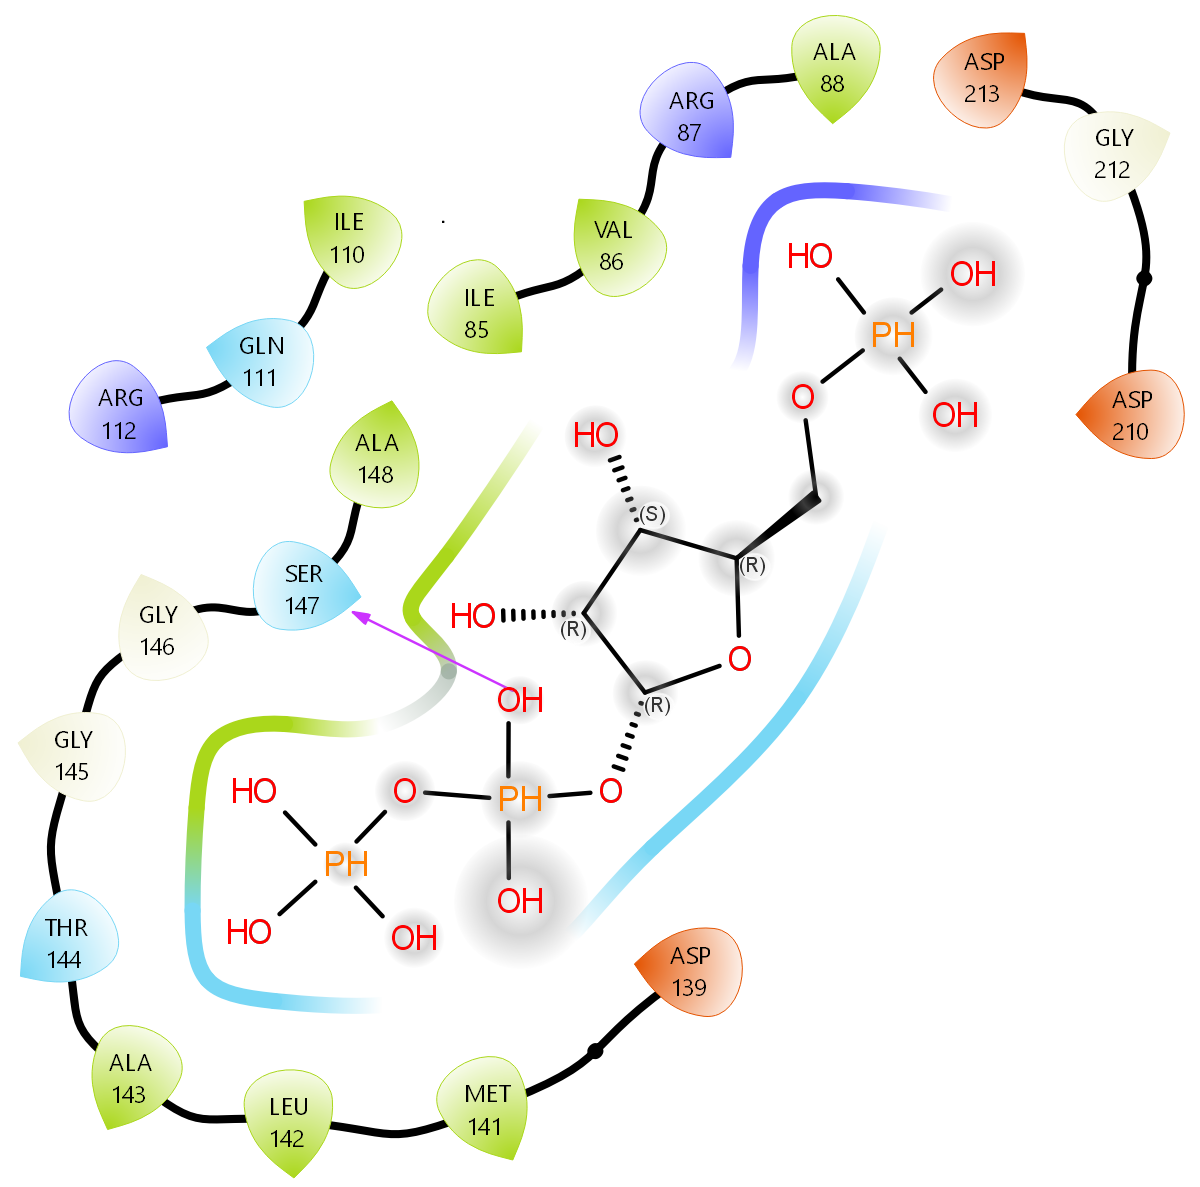 ALA
88
ASP
213
ARG
87
GLY
212
ILE
110
VAL
86
HO
OH
ILE
85
PH
GLN
111
ARG
112
O
OH
ASP
210
HO
ALA
148
(S)
(R)
SER
147
HO
(R)
GLY
146
O
OH
(R)
GLY
145
HO
O
PH
O
PH
OH
HO
OH
THR
144
ASP
139
ALA
143
LEU
142
MET
141